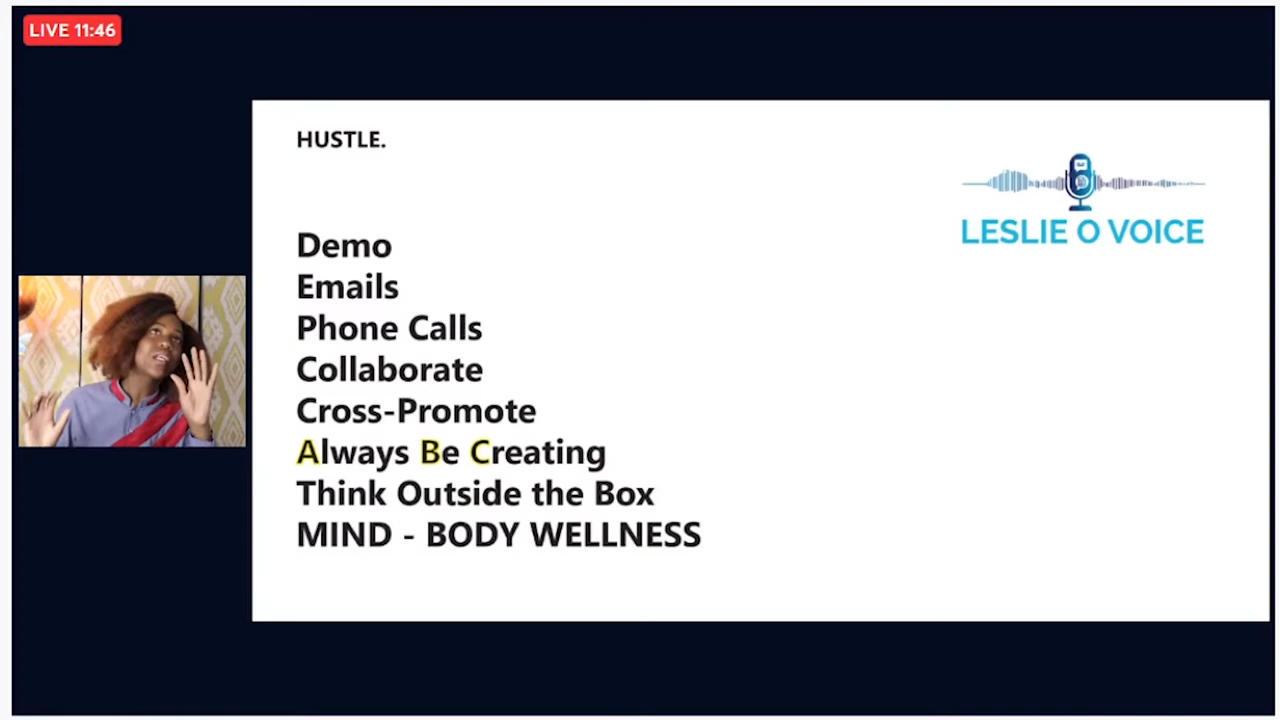 LIVE 11:46
HUSTLE.
LESLIE O VOICE
Demo
Emails
Phone Calls
Collaborate
Cross-Promote
Always Be Creating
Think Outside the Box
MIND - BODY WELLNESS